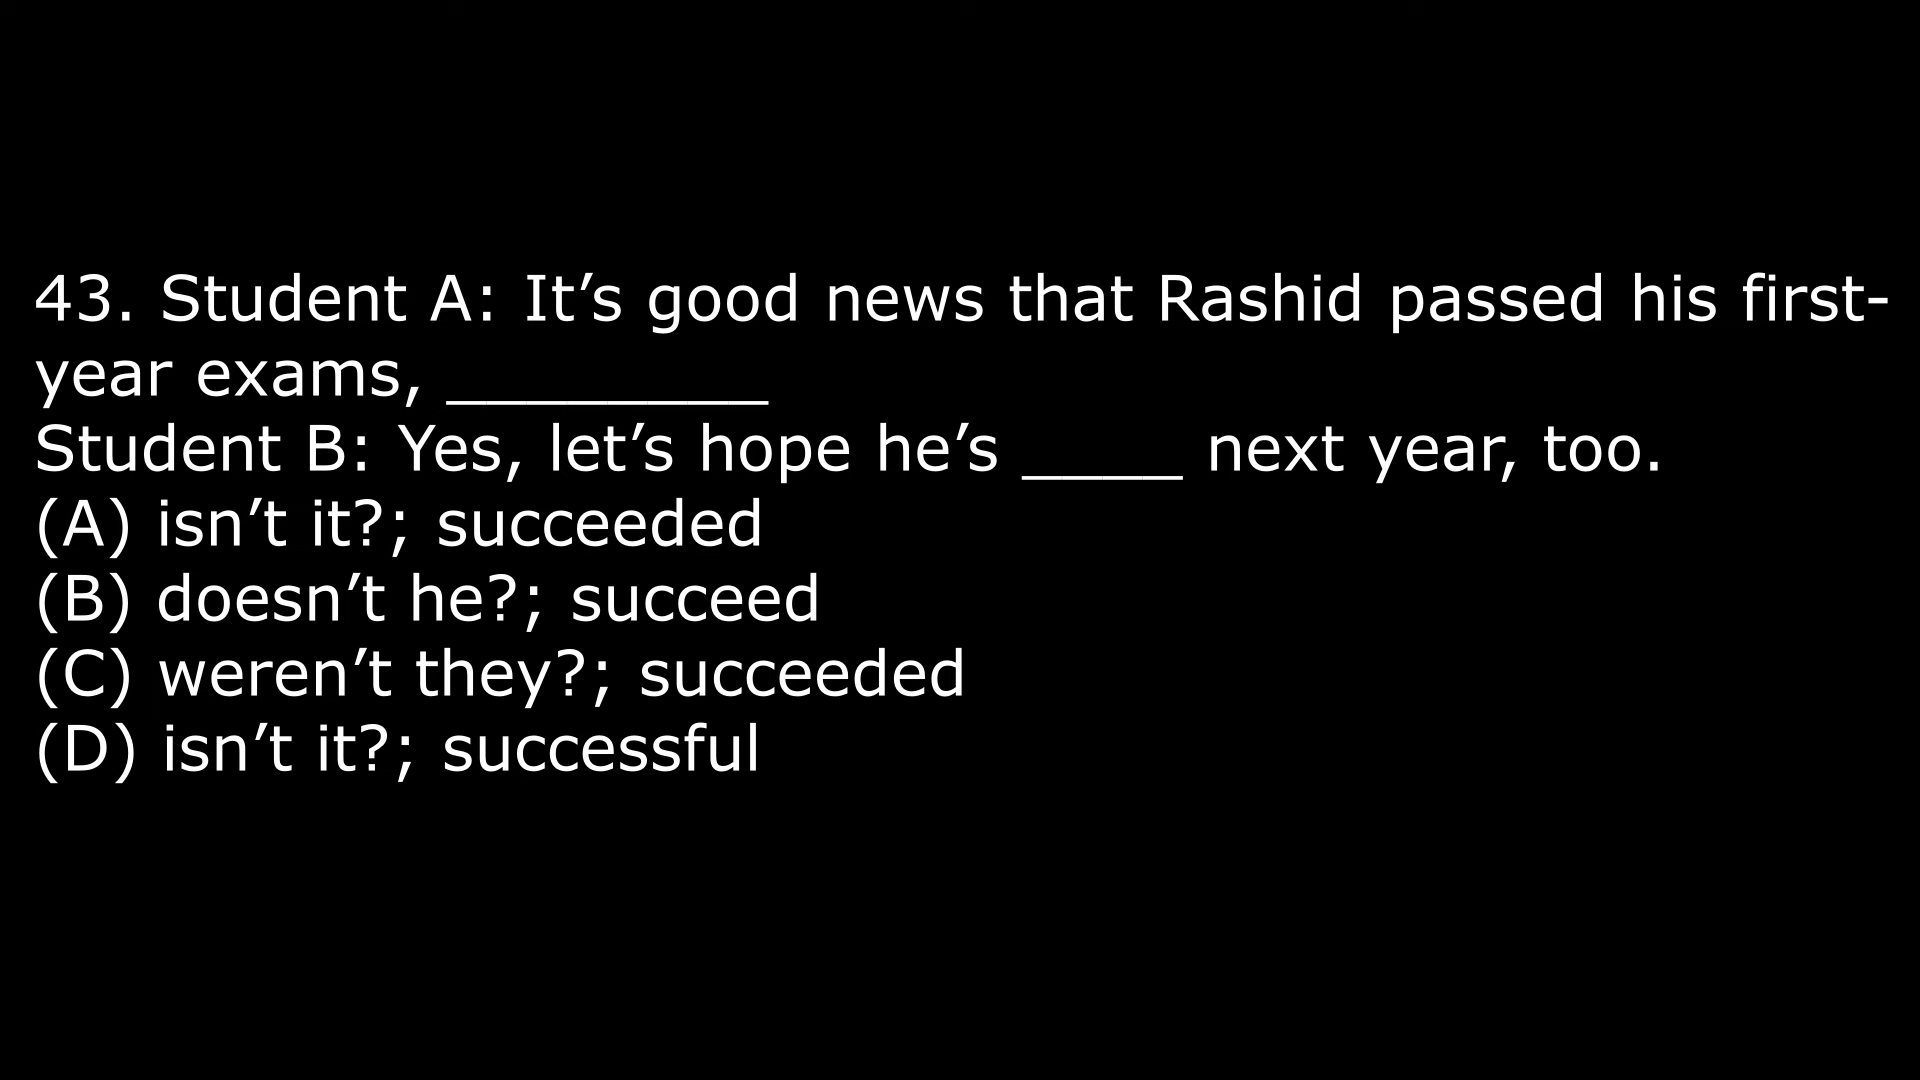 43. Student A: It’s good news that Rashid passed his first-
year exams, __________
Student B: Yes, let’s hope he’s _____ next year, too.
(A) isn’t it?; succeeded
(B) doesn’t he?; succeed
(C) weren’t they?; succeeded
(D) isn’t it?; successful